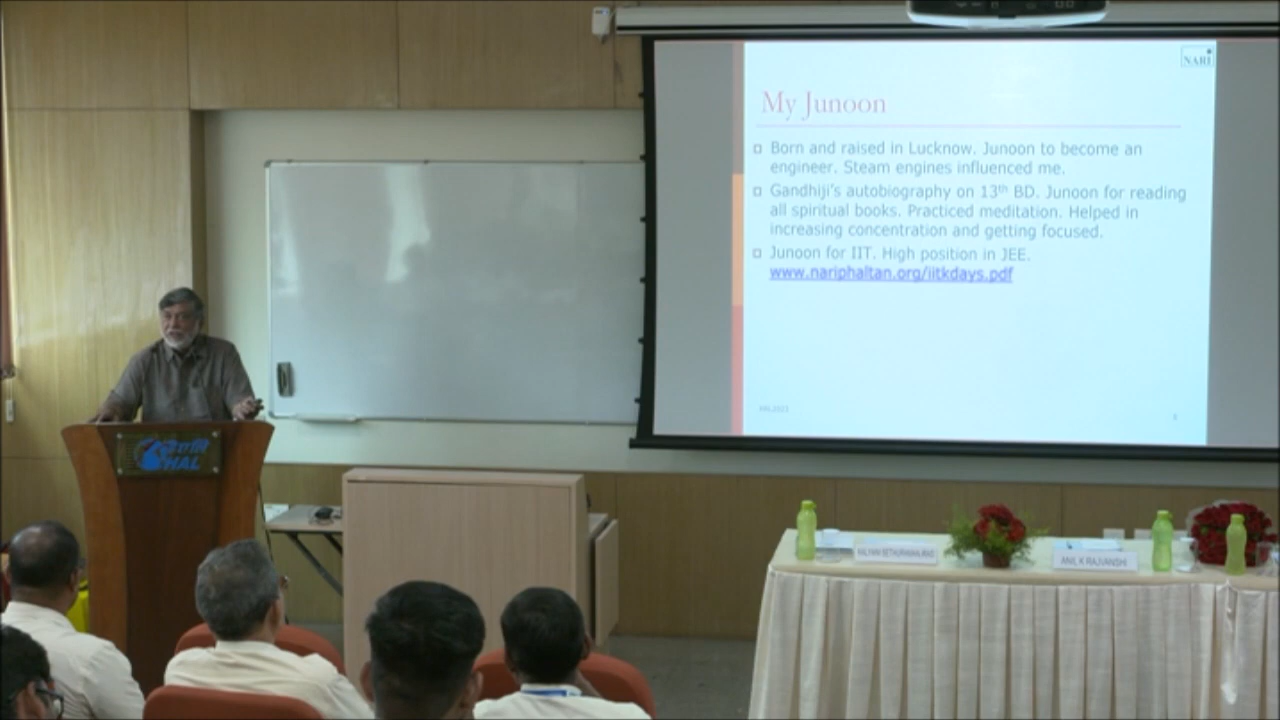 NARI
My Junoon
Born and raised in Lucknow. Junoon to become an
engineer. Steam engines influenced me.
Gandhiji's autobiography on 13th BD. Junoon for reading
all spiritual books. Practiced meditation. Helped in
increasing concentration and getting focused.
Junoon for IIT. High position in JEE.
www.nariphaltan.org/iitkdays.pdf
HAL
ANIL K RAJVANSHI